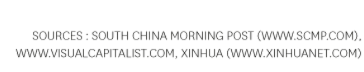 SOURCES : SOUTH CHINA MORNING POST (WWW.SCMP.COM),
WWW.VISUALCAPITALIST.COM, XINHUA (WWW.XINHUANET.COM)